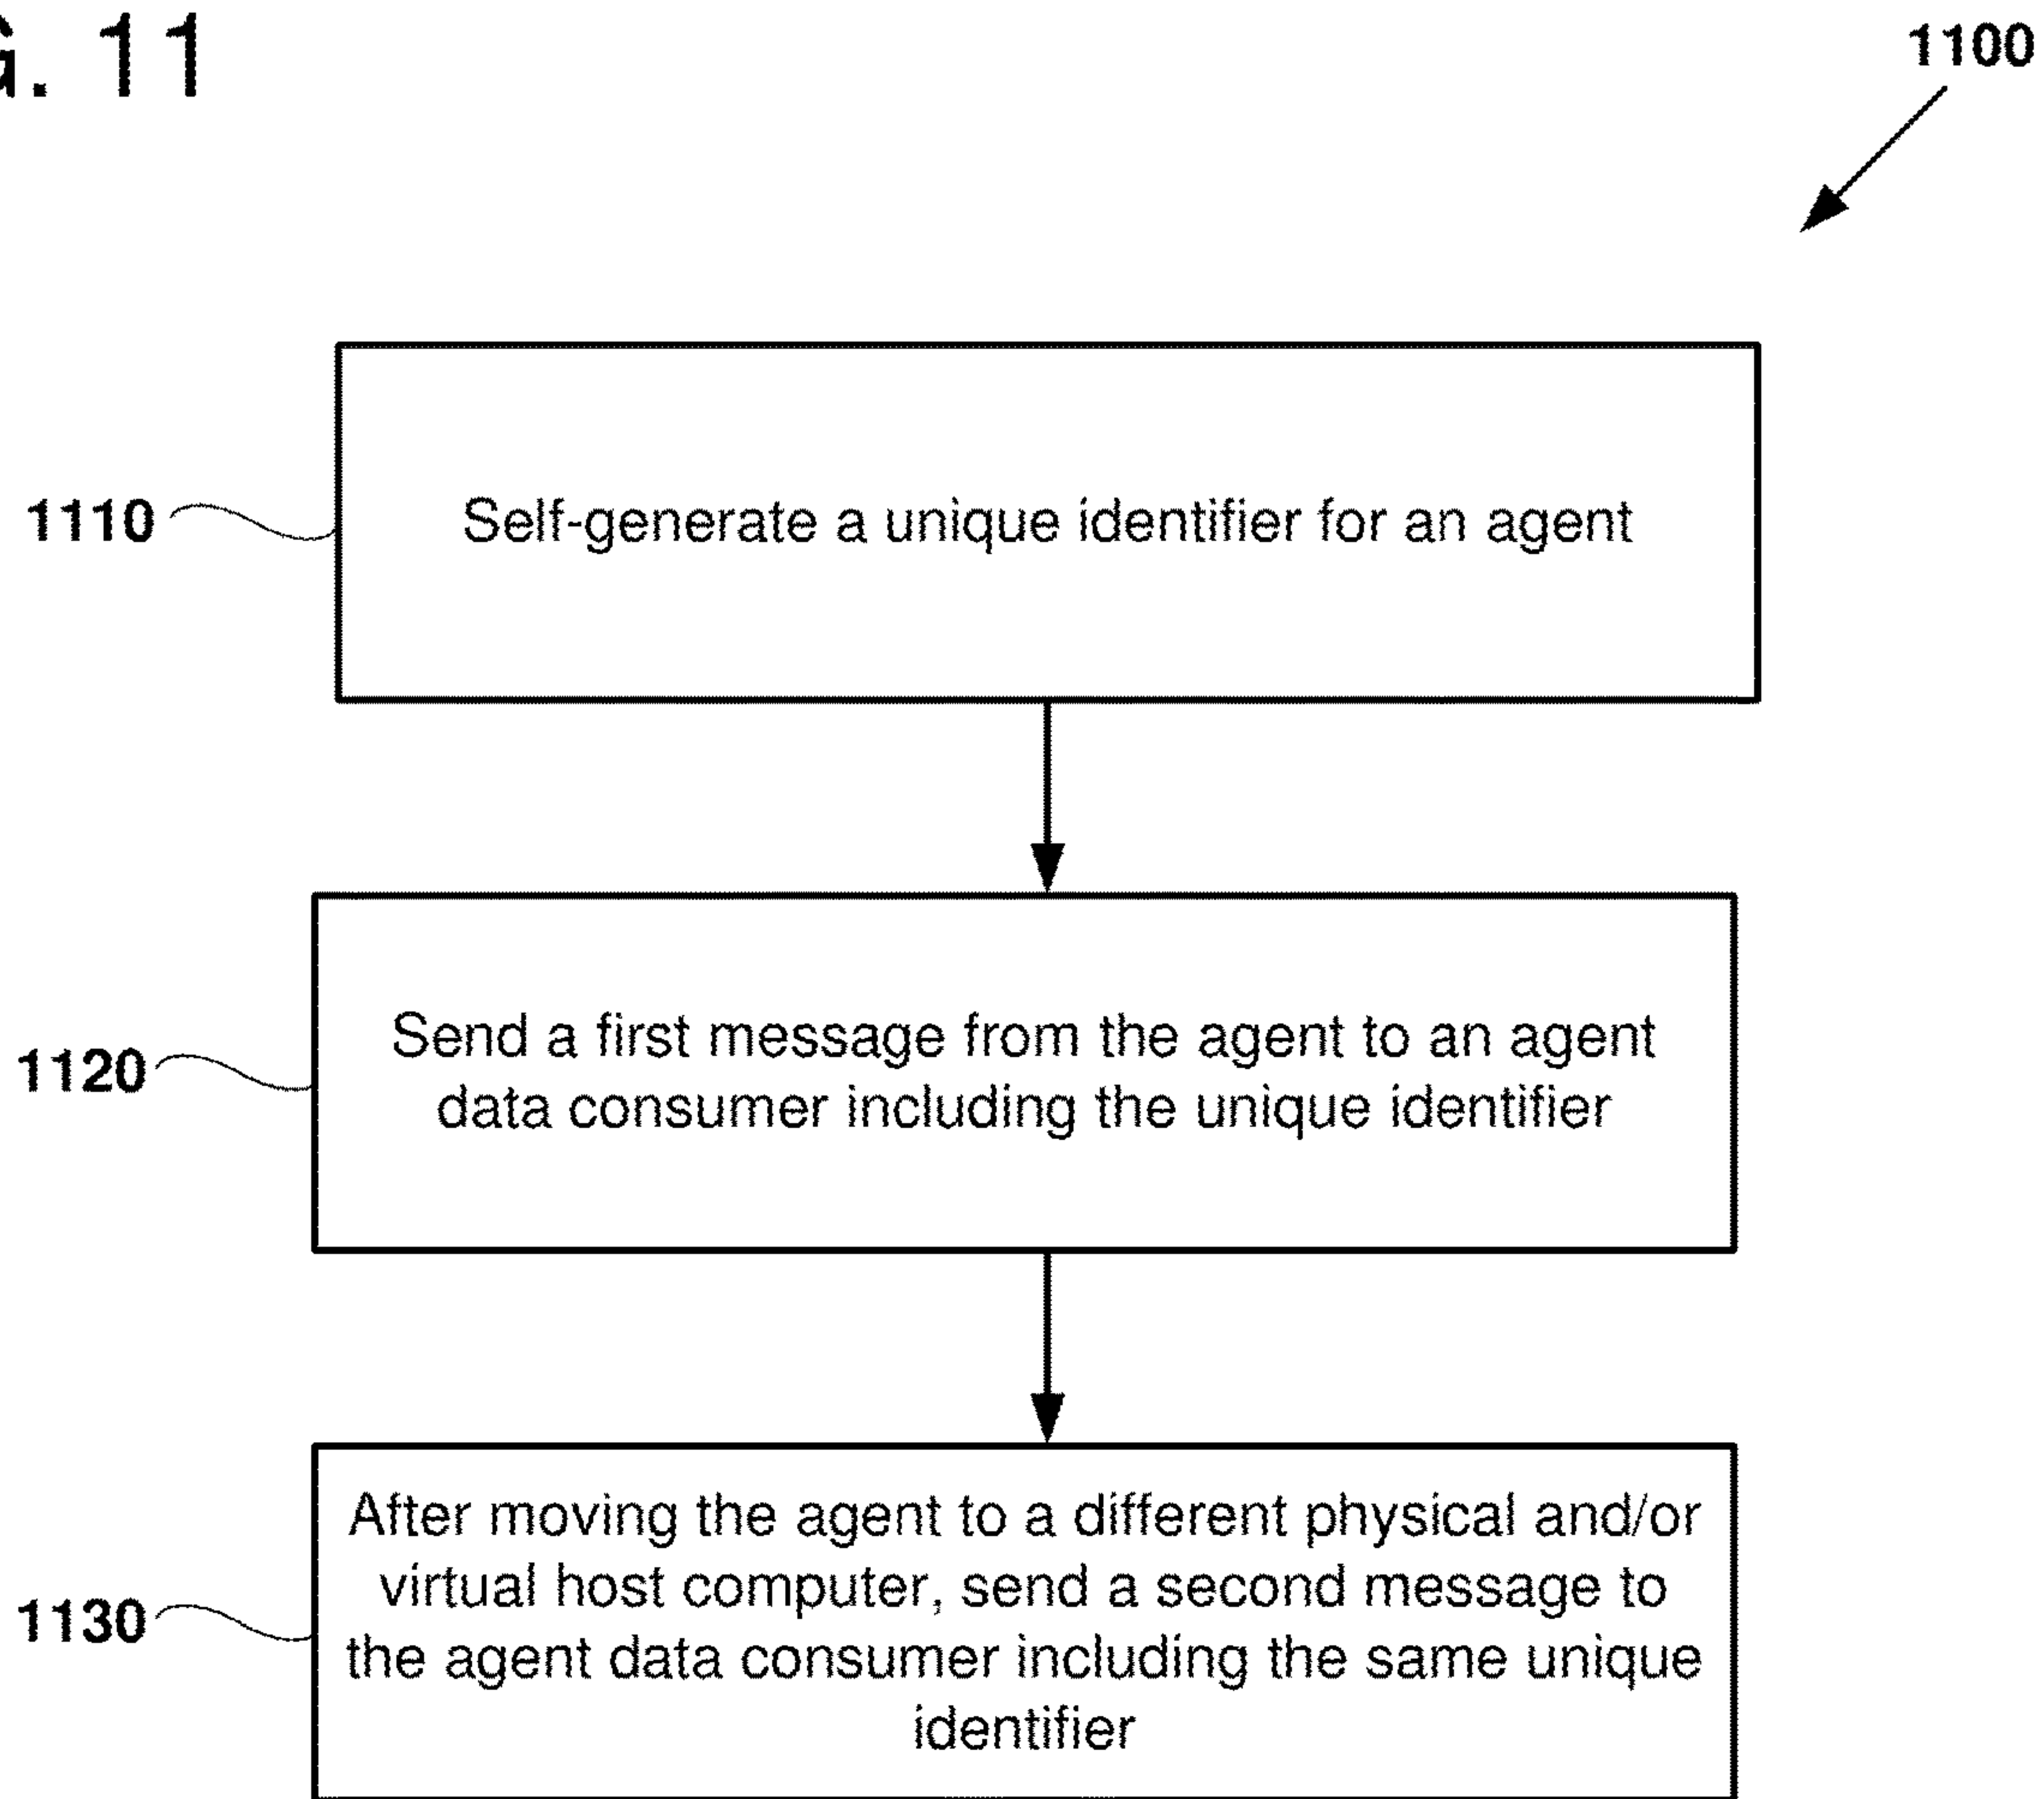 G. 11
1100
1110
Self-generate a unique identifier for an agent
1120
Send a first message from the agent to an agent
data consumer including the unique identifier
1130
After moving the agent to a different physical and/or
virtual host computer, send a second message to
the agent data consumer including the same unique
identifier